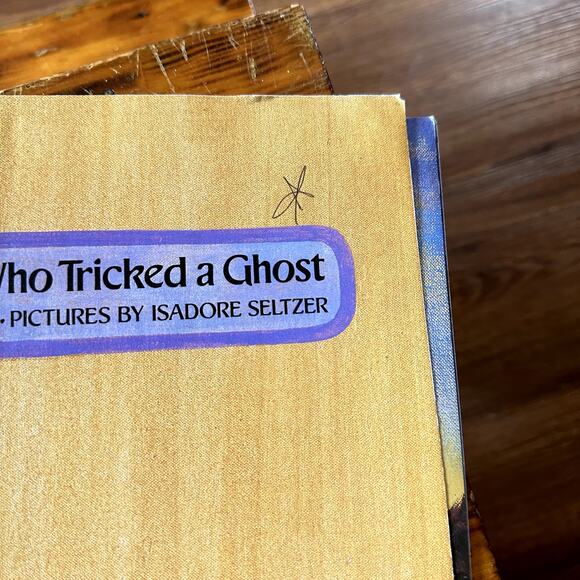 Who Tricked a Ghost
• PICTURES BY ISADORE SELTZER